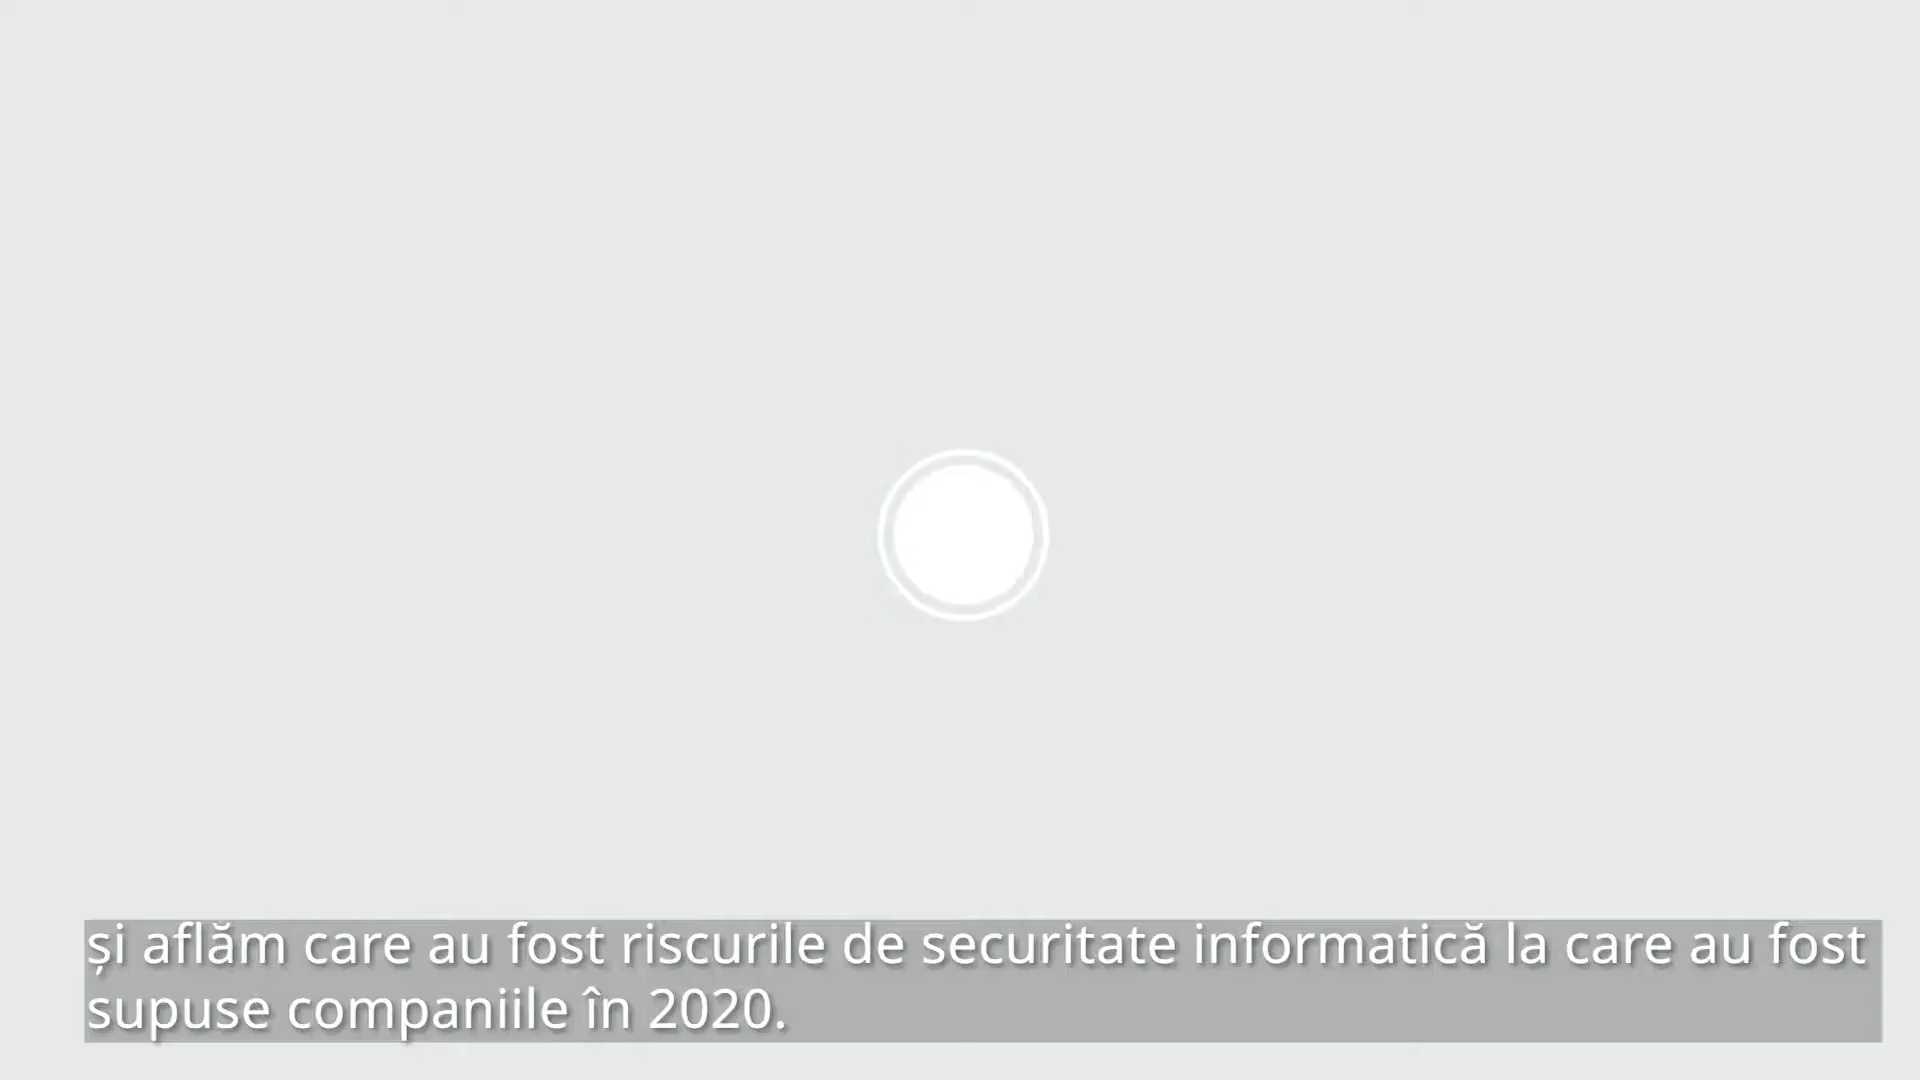 și aflăm care au fost riscurile de securitate informatică la care au fost
supuse companiile în 2020.